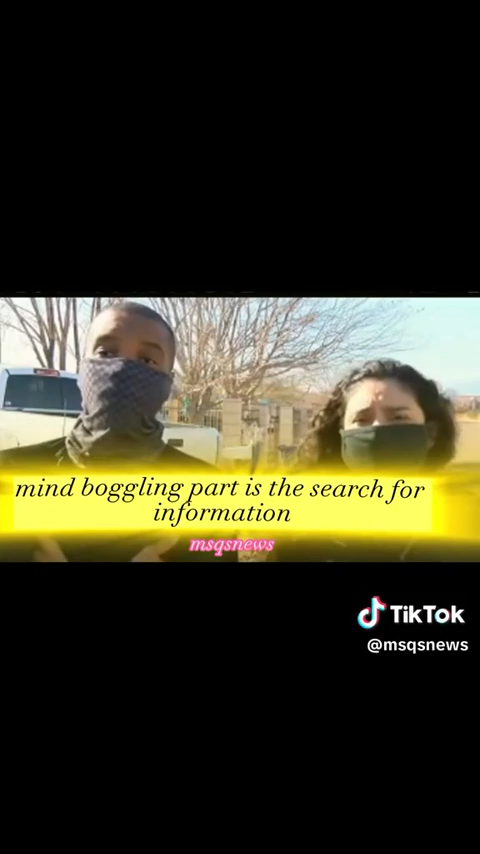 mind boggling part is the search for
information
msqsnews
TikTok
@msqsnews